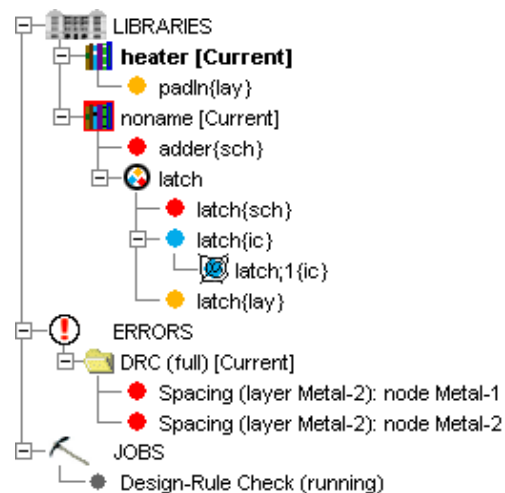 LIBRARIES
heater [Current]
padIn{lay}
noname [Current]
adder{sch}
latch
latch{sch}
latch{ic}
latch;1{ic}
latch{lay}
ERRORS
DRC (full) [Current]
Spacing (layer Metal-2): node Metal-1
Spacing (layer Metal-2): node Metal-2
JOBS
Design-Rule Check (running)